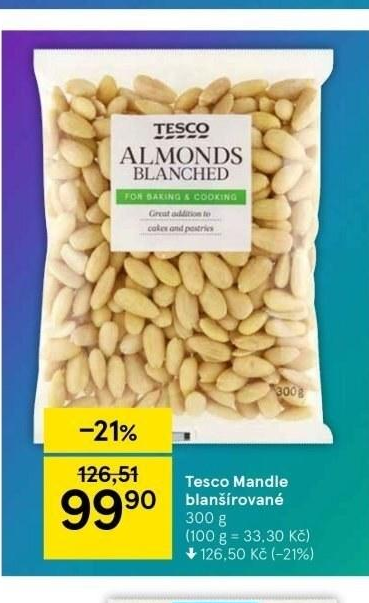 TESCO
ALMONDS
BLANCHED
FOR BAKING & COOKING
Great addition to
cakes and pastries
300g
-21%
126,51
99 90
Tesco Mandle
blanšírované
300 g
(100 g = 33,30 Kč)
↓ 126,50 Kč (-21%)